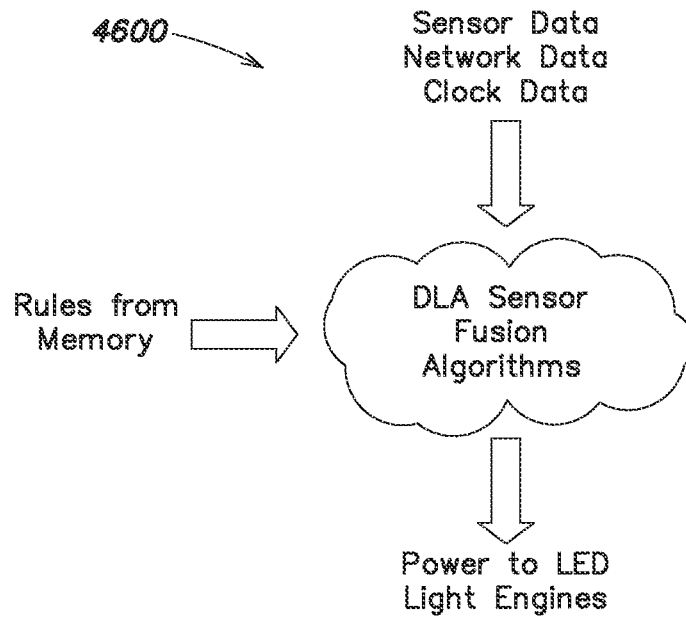 4600
Sensor Data
Network Data
Clock Data
Rules from
Memory
DLA Sensor
Fusion
Algorithms
Power to LED
Light Engines